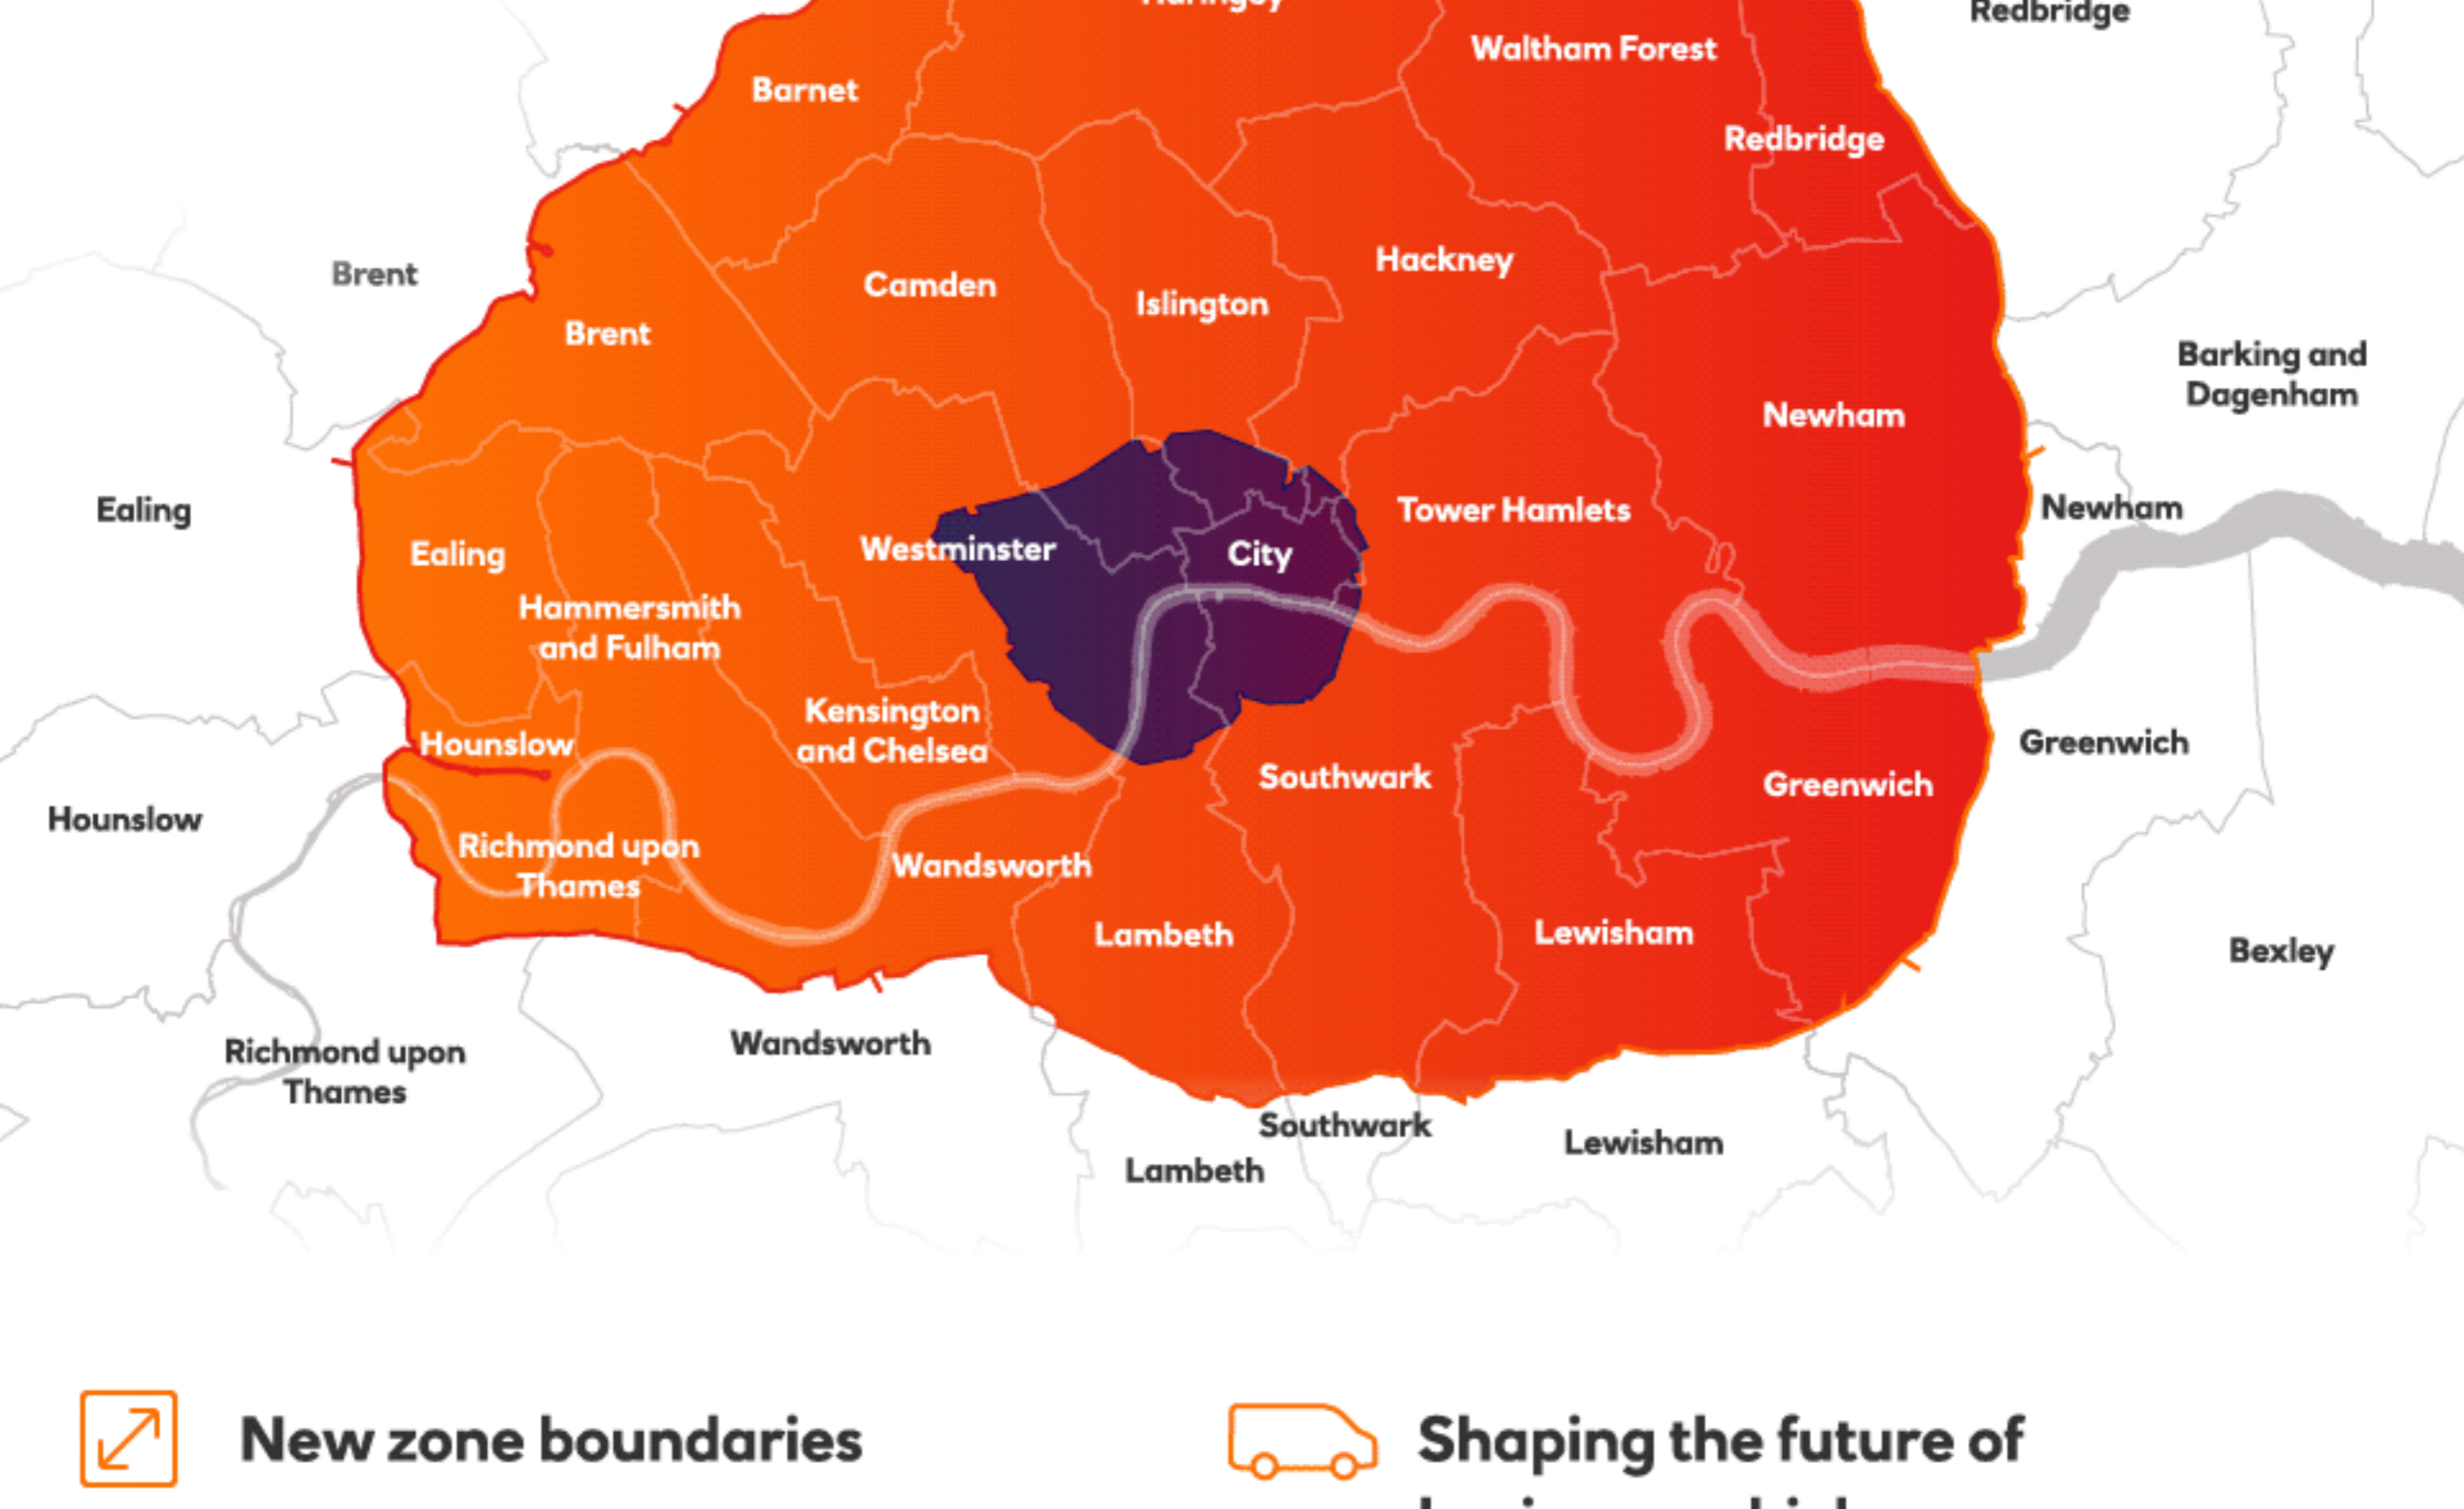 Haringey
Redbridge
Waltham Forest
Barnet
Redbridge
Brent
Camden
Hackney
Islington
Brent
Barking and
Dagenham
Newham
Ealing
Tower Hamlets
Newham
Westminster
City
Ealing
Hammersmith
and Fulham
Kensington
and Chelsea
Hounslow
Greenwich
Southwark
Greenwich
Hounslow
Richmond upon
Thames
Wandsworth
Lambeth
Lewisham
Bexley
Wandsworth
Richmond upon
Thames
Southwark
Lewisham
Lambeth
New zone boundaries
Shaping the future of